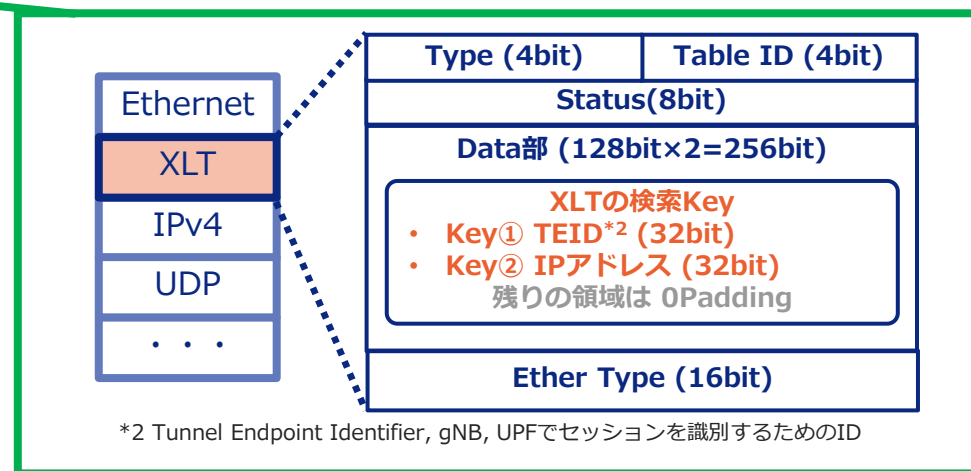 Ethernet
XLT
IPv4
UDP
・・・
Type (4bit)
Table ID (4bit)
Status(8bit)
Data部 (128bit×2=256bit)
XLTの検索Key
• Key① TEID*2 (32bit)
• Key② IPアドレス (32bit)
残りの領域は 0Padding
Ether Type (16bit)
*2 Tunnel Endpoint Identifier, gNB, UPFでセッションを識別するためのID